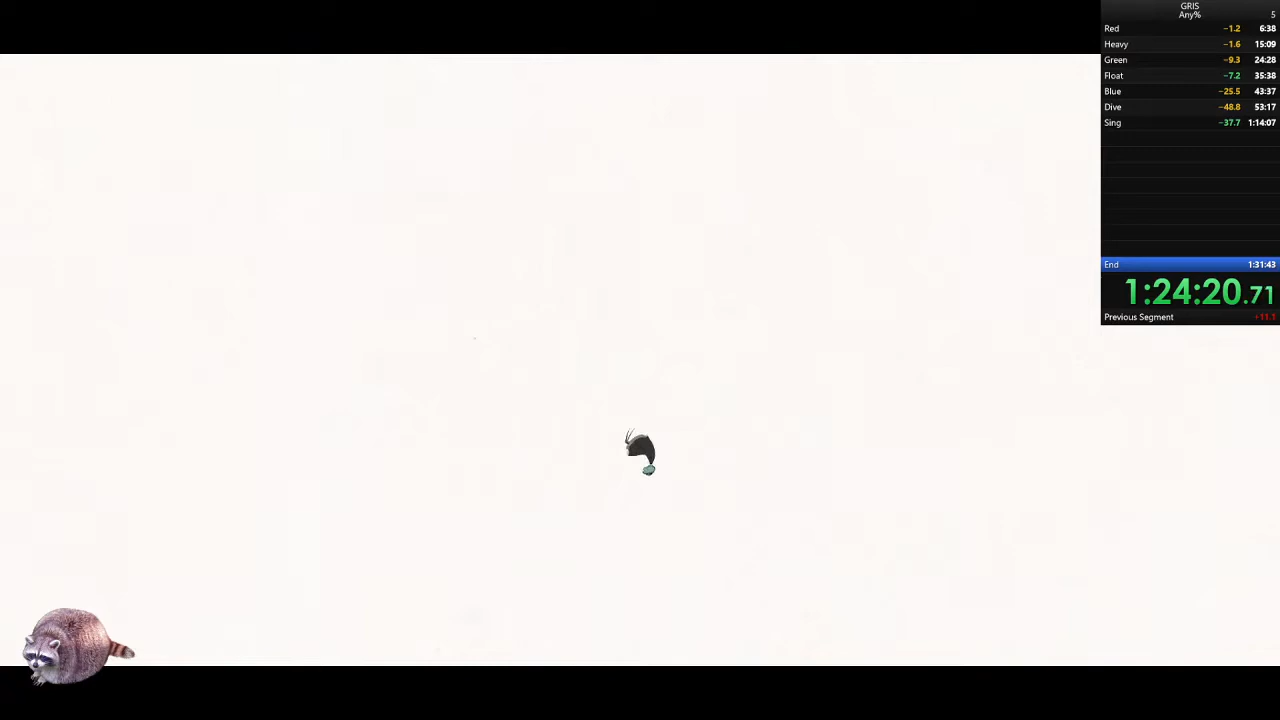 GRIS
Any% 5
Red −1.2 6:38
Heavy −1.6 15:09
Green −9.3 24:28
Float −7.2 35:38
Blue −25.5 43:37
Dive −48.8 53:17
Sing −37.7 1:14:07
End 1:31:43
1:24:20.71
Previous Segment +11.1